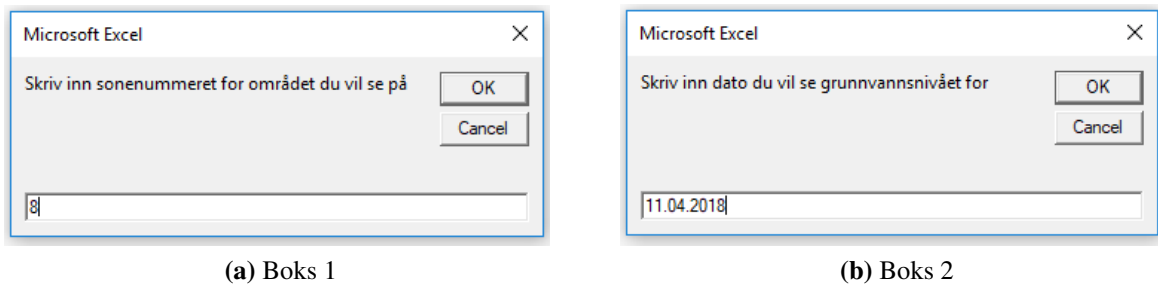 Microsoft Excel
Skriv inn sonenummeret for området du vil se på
OK
Cancel
8
(a) Boks 1
Microsoft Excel
Skriv inn dato du vil se grunnvannsnivået for
OK
Cancel
11.04.2018
(b) Boks 2